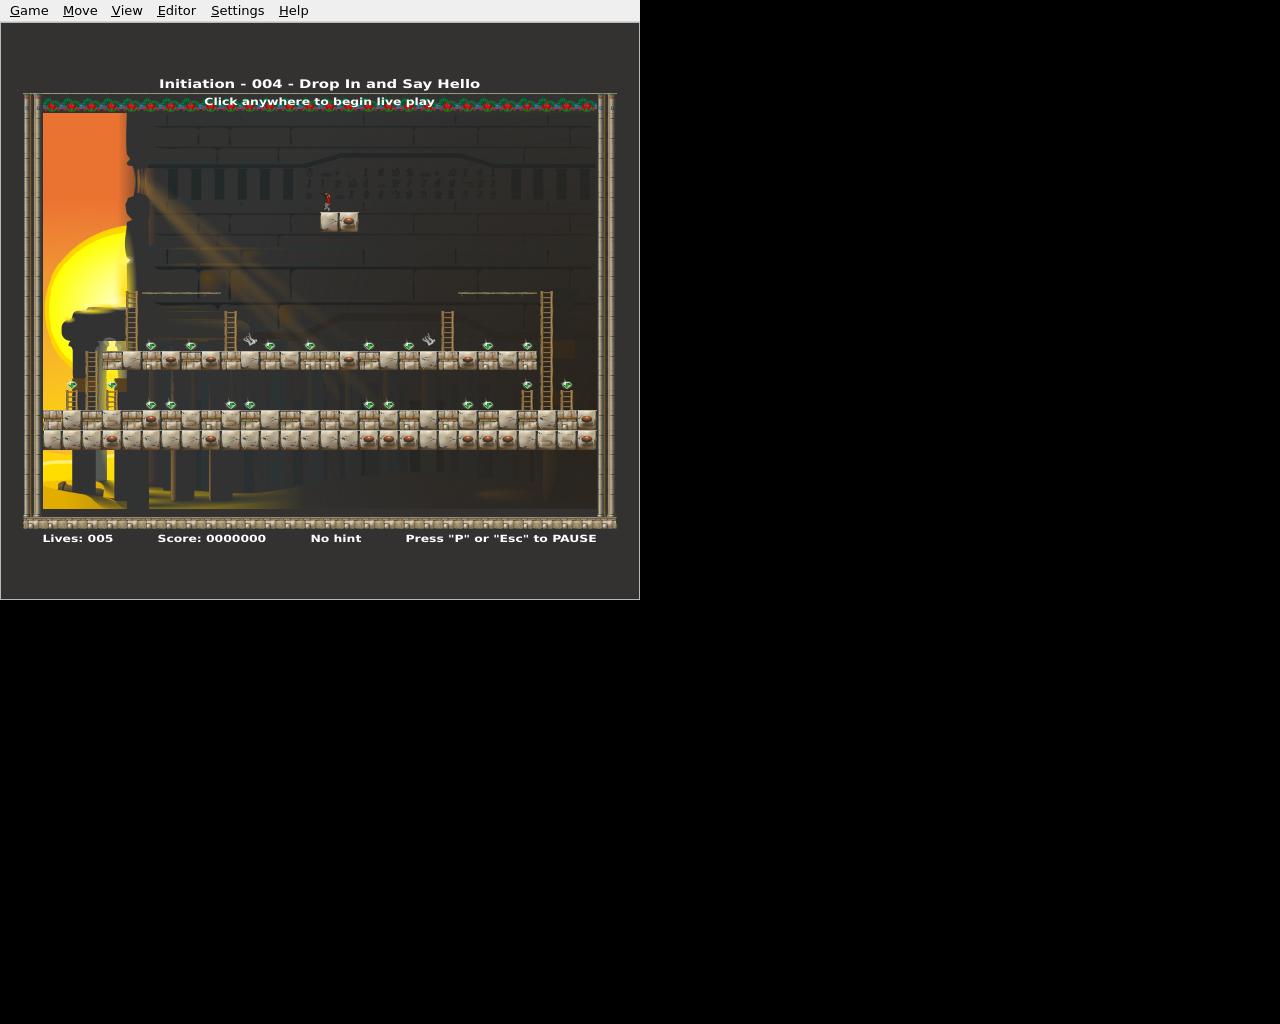 Game Move View Editor Settings Help
Initiation - 004 - Drop In and Say Hello
Click anywhere to begin live play
Lives: 005 Score: 0000000 No hint Press "P" or "Esc" to PAUSE